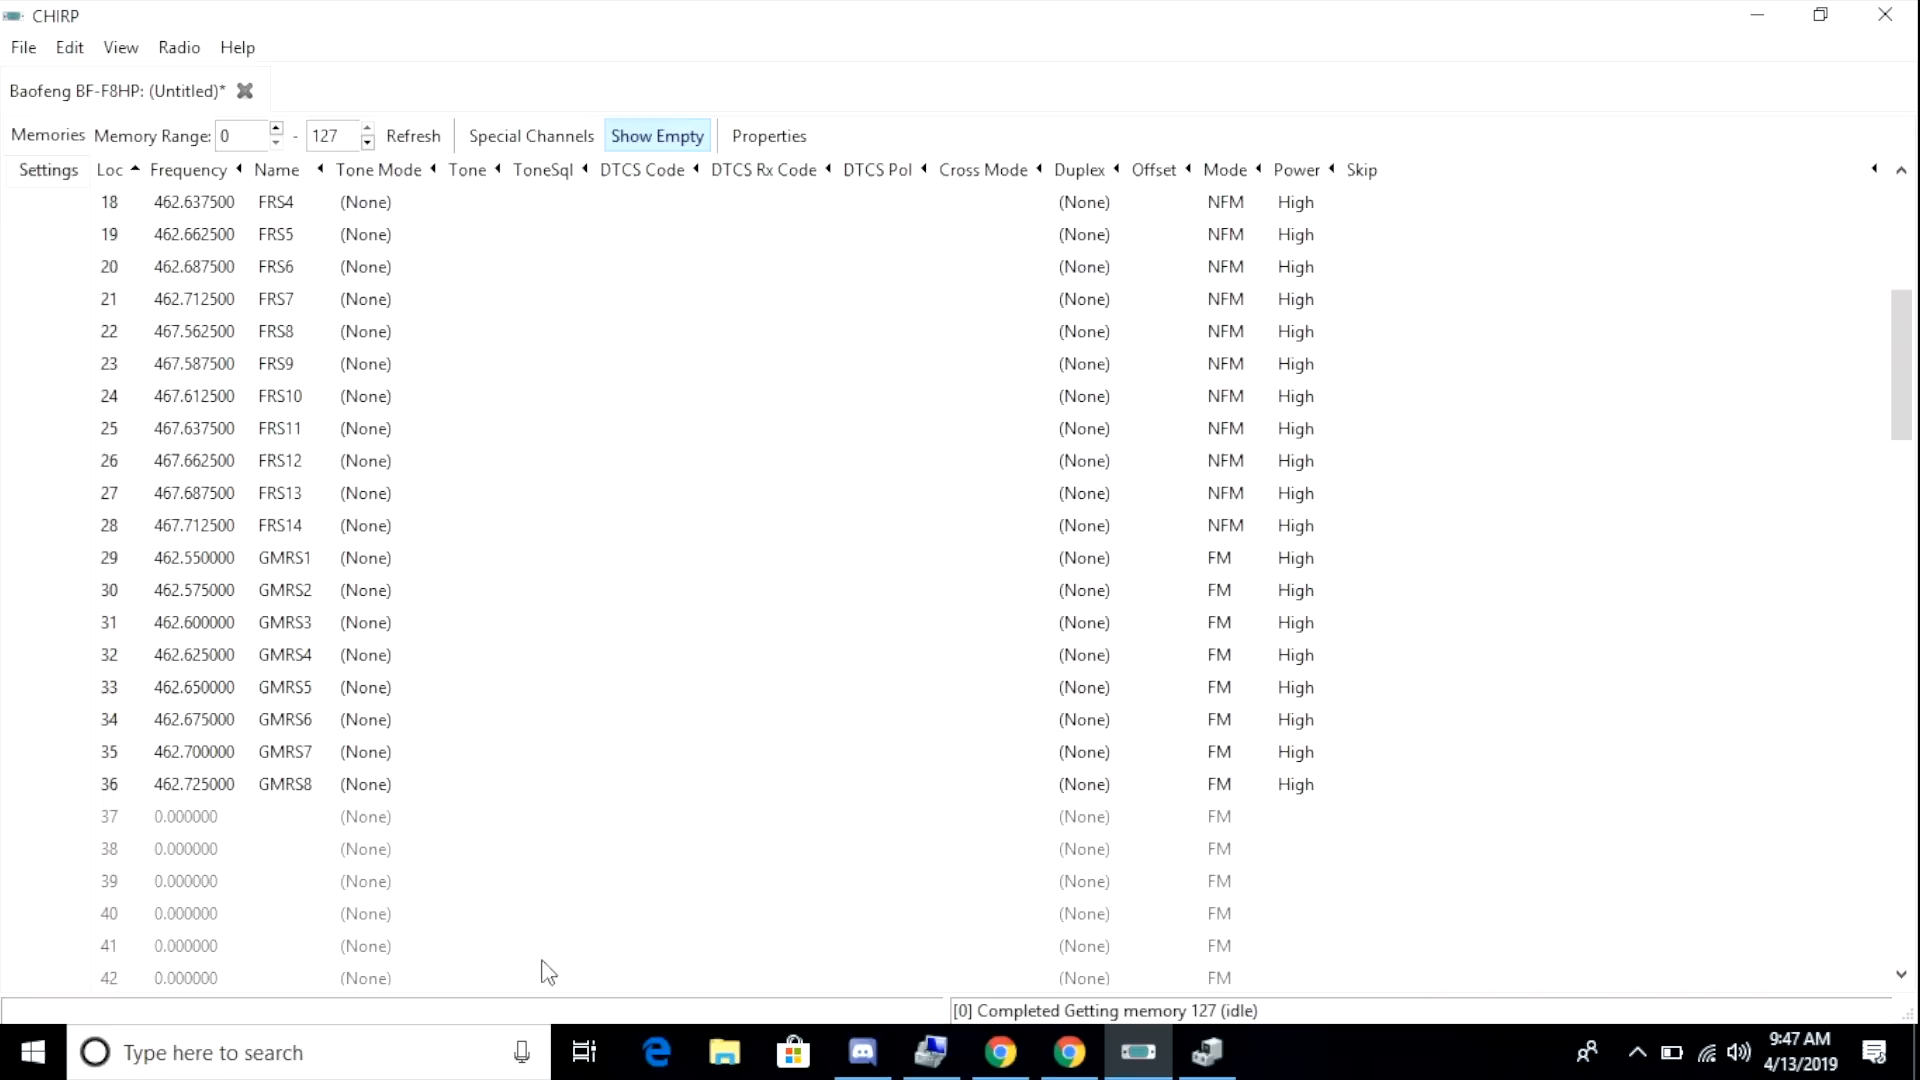 CHIRP
File Edit View Radio Help
Baofeng BF-F8HP: (Untitled)*
Memories Memory Range: 0 - 127 Refresh Special Channels Show Empty Properties
Settings Loc Frequency Name Tone Mode Tone ToneSql DTCS Code DTCS Rx Code DTCS Pol Cross Mode Duplex Offset Mode Power Skip
18 462.637500 FRS4 (None) (None) NFM High
19 462.662500 FRS5 (None) (None) NFM High
20 462.687500 FRS6 (None) (None) NFM High
21 462.712500 FRS7 (None) (None) NFM High
22 467.562500 FRS8 (None) (None) NFM High
23 467.587500 FRS9 (None) (None) NFM High
24 467.612500 FRS10 (None) (None) NFM High
25 467.637500 FRS11 (None) (None) NFM High
26 467.662500 FRS12 (None) (None) NFM High
27 467.687500 FRS13 (None) (None) NFM High
28 467.712500 FRS14 (None) (None) NFM High
29 462.550000 GMRS1 (None) (None) FM High
30 462.575000 GMRS2 (None) (None) FM High
31 462.600000 GMRS3 (None) (None) FM High
32 462.625000 GMRS4 (None) (None) FM High
33 462.650000 GMRS5 (None) (None) FM High
34 462.675000 GMRS6 (None) (None) FM High
35 462.700000 GMRS7 (None) (None) FM High
36 462.725000 GMRS8 (None) (None) FM High
37 0.000000 (None) (None) FM
38 0.000000 (None) (None) FM
39 0.000000 (None) (None) FM
40 0.000000 (None) (None) FM
41 0.000000 (None) (None) FM
42 0.000000 (None) (None) FM
[0] Completed Getting memory 127 (idle)
Type here to search
9:47 AM
4/13/2019